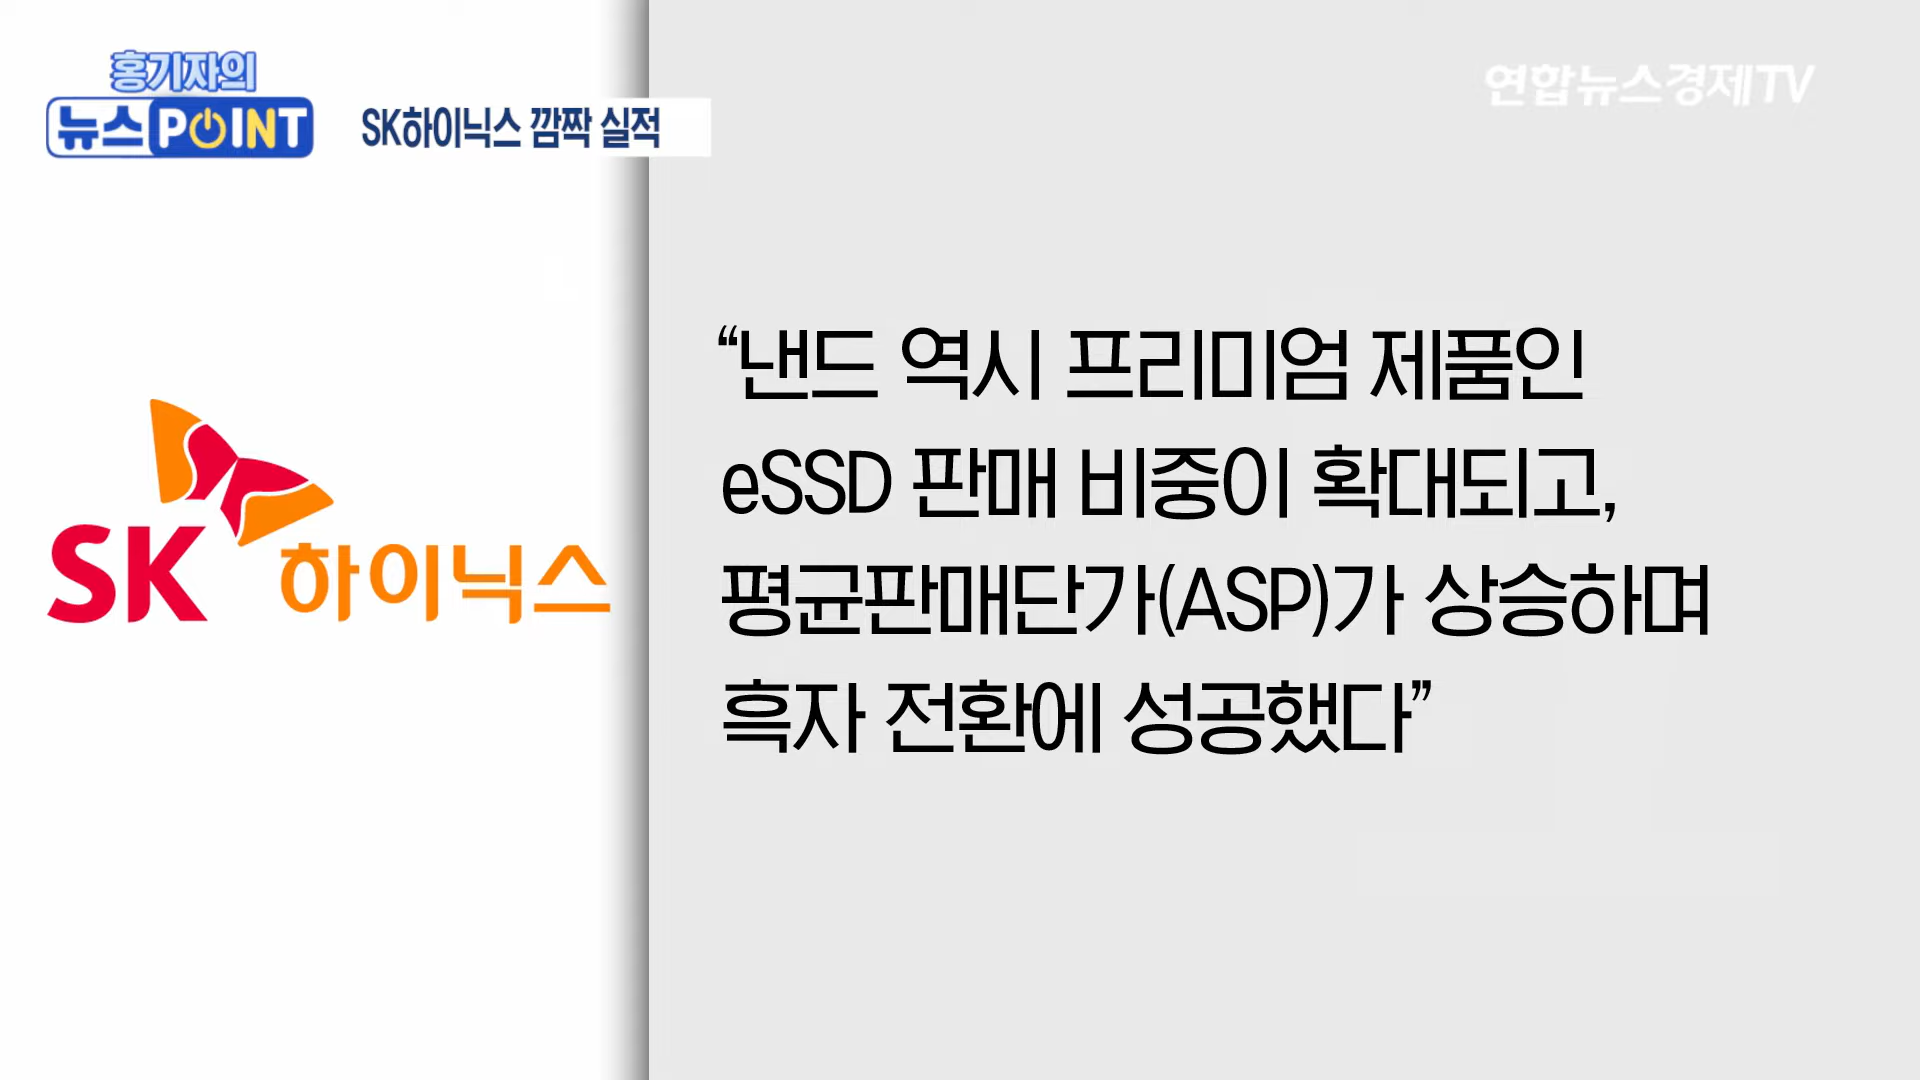 홍기자의
뉴스POINT
SK하이닉스 깜짝 실적
연합뉴스경제TV
“낸드 역시 프리미엄 제품인
eSSD 판매 비중이 확대되고,
평균판매단가(ASP)가 상승하며
흑자 전환에 성공했다”
SK하이닉스